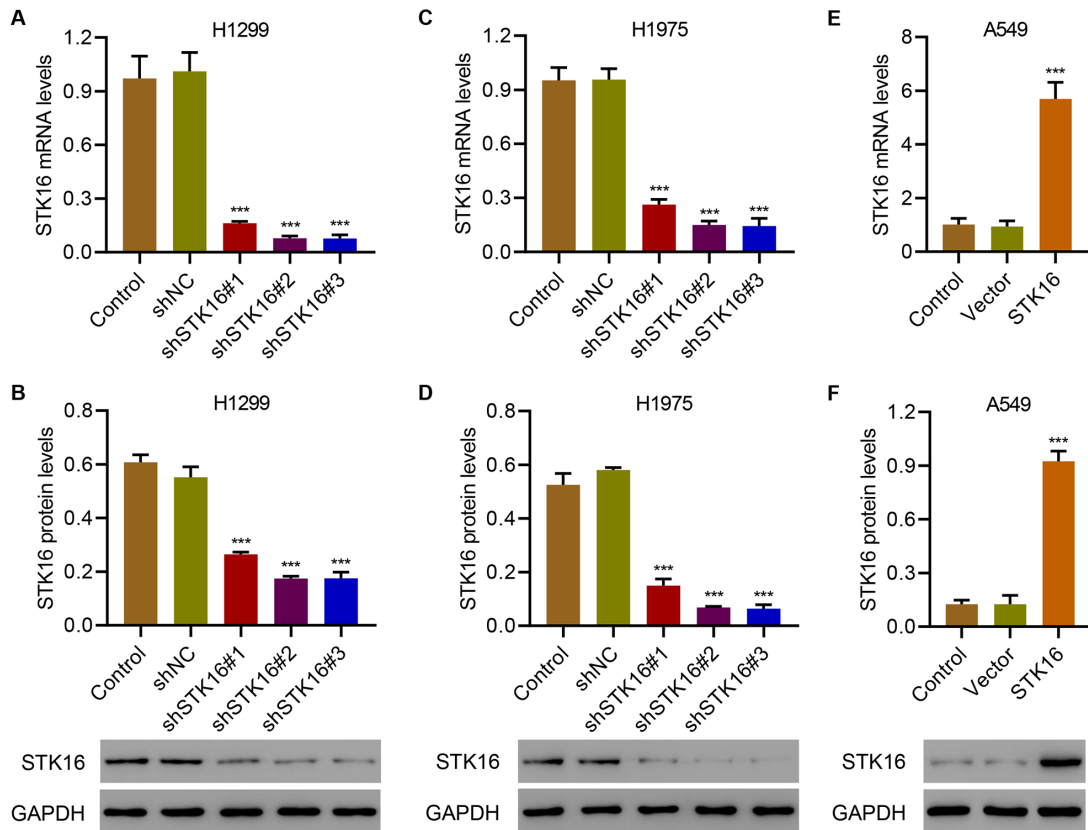 A
H1299
STK16 mRNA levels
1.2
0.9
0.6
0.3
0.0
***
***
***
Control
shNC
shSTK16#1
shSTK16#2
shSTK16#3
C
H1975
STK16 mRNA levels
1.2
0.9
0.6
0.3
0.0
***
***
***
Control
shNC
shSTK16#1
shSTK16#2
shSTK16#3
E
A549
STK16 mRNA levels
8
6
4
2
0
***
Control
Vector
STK16
B
H1299
STK16 protein levels
0.8
0.6
0.4
0.2
0.0
***
***
***
Control
shNC
shSTK16#1
shSTK16#2
shSTK16#3
STK16
GAPDH
D
H1975
STK16 protein levels
0.8
0.6
0.4
0.2
0.0
***
***
***
Control
shNC
shSTK16#1
shSTK16#2
shSTK16#3
STK16
GAPDH
F
A549
STK16 protein levels
1.2
0.9
0.6
0.3
0.0
***
Control
Vector
STK16
STK16
GAPDH